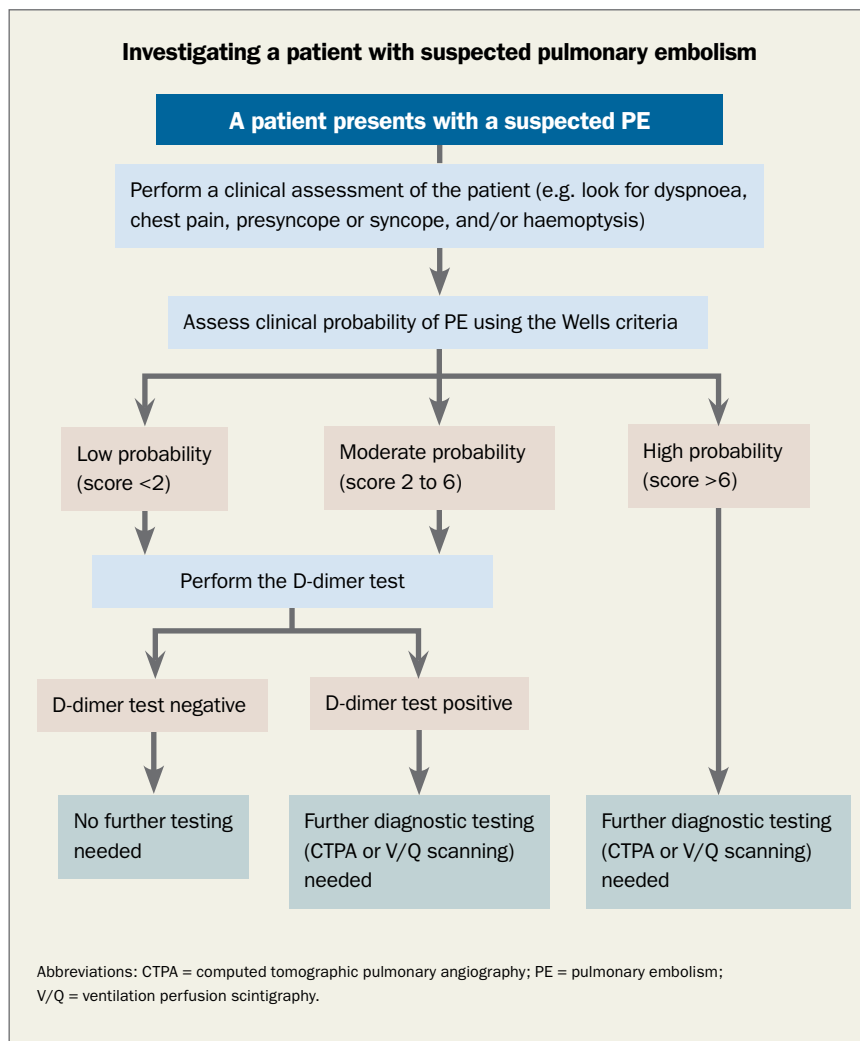 Investigating a patient with suspected pulmonary embolism
A patient presents with a suspected PE
Perform a clinical assessment of the patient (e.g. look for dyspnoea,
chest pain, presyncope or syncope, and/or haemoptysis)
Assess clinical probability of PE using the Wells criteria
Low probability
(score <2)
Moderate probability
(score 2 to 6)
High probability
(score >6)
Perform the D-dimer test
D-dimer test negative
D-dimer test positive
No further testing
needed
Further diagnostic testing
(CTPA or V/Q scanning)
needed
Further diagnostic testing
(CTPA or V/Q scanning)
needed
Abbreviations: CTPA = computed tomographic pulmonary angiography; PE = pulmonary embolism;
V/Q = ventilation perfusion scintigraphy.